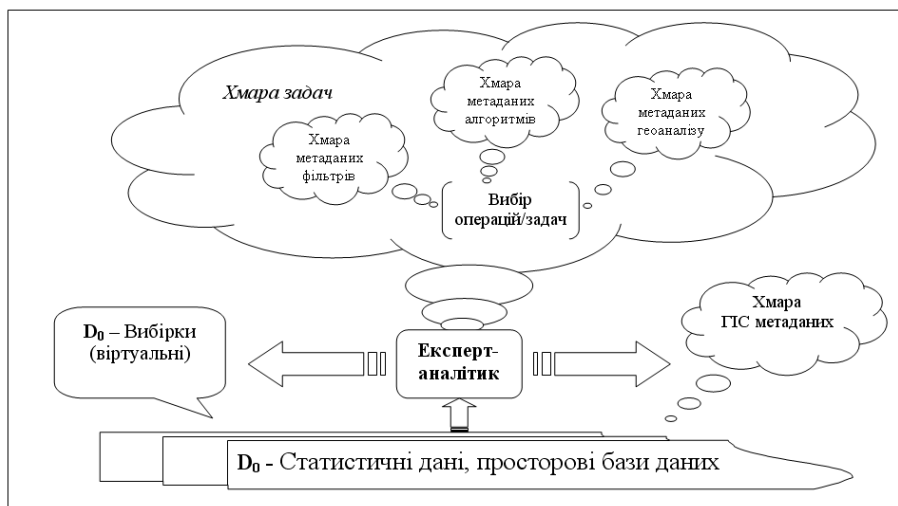 Хмара задач
Хмара
метаданих
фільтрів
Хмара
метаданих
алгоритмів
Хмара
метаданих
геоаналізу
Вибір
операцій/задач
D₀ – Вибірки
(віртуальні)
Експерт-
аналітик
Хмара
ГІС метаданих
D₀ - Статистичні дані, просторові бази даних